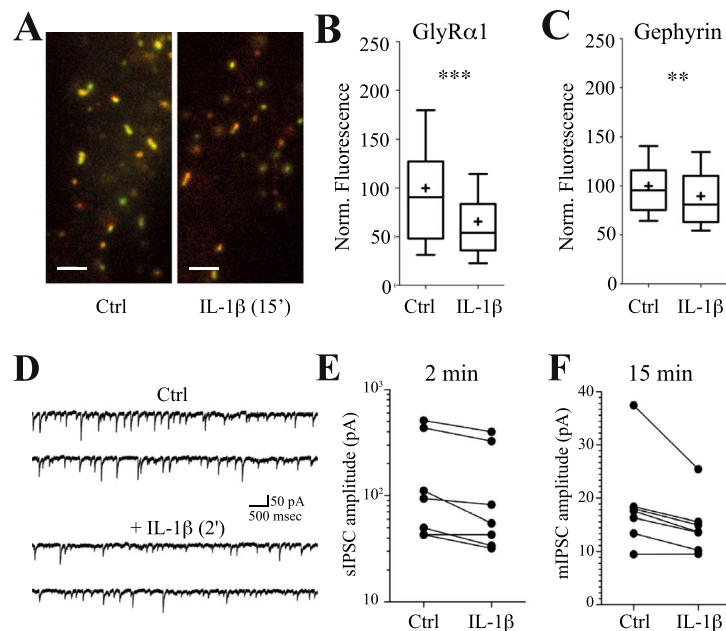 A
Ctrl
IL-1β (15’)
B
GlyRα1
Norm. Fluorescence
250
200
150
100
50
0
***
Ctrl
IL-1β
C
Gephyrin
Norm. Fluorescence
250
200
150
100
50
0
**
Ctrl
IL-1β
D
Ctrl
50 pA
500 msec
+ IL-1β (2')
E
2 min
sIPSC amplitude (pA)
10³
10²
10
Ctrl
IL-1β
F
15 min
mIPSC amplitude (pA)
40
30
20
10
0
Ctrl
IL-1β